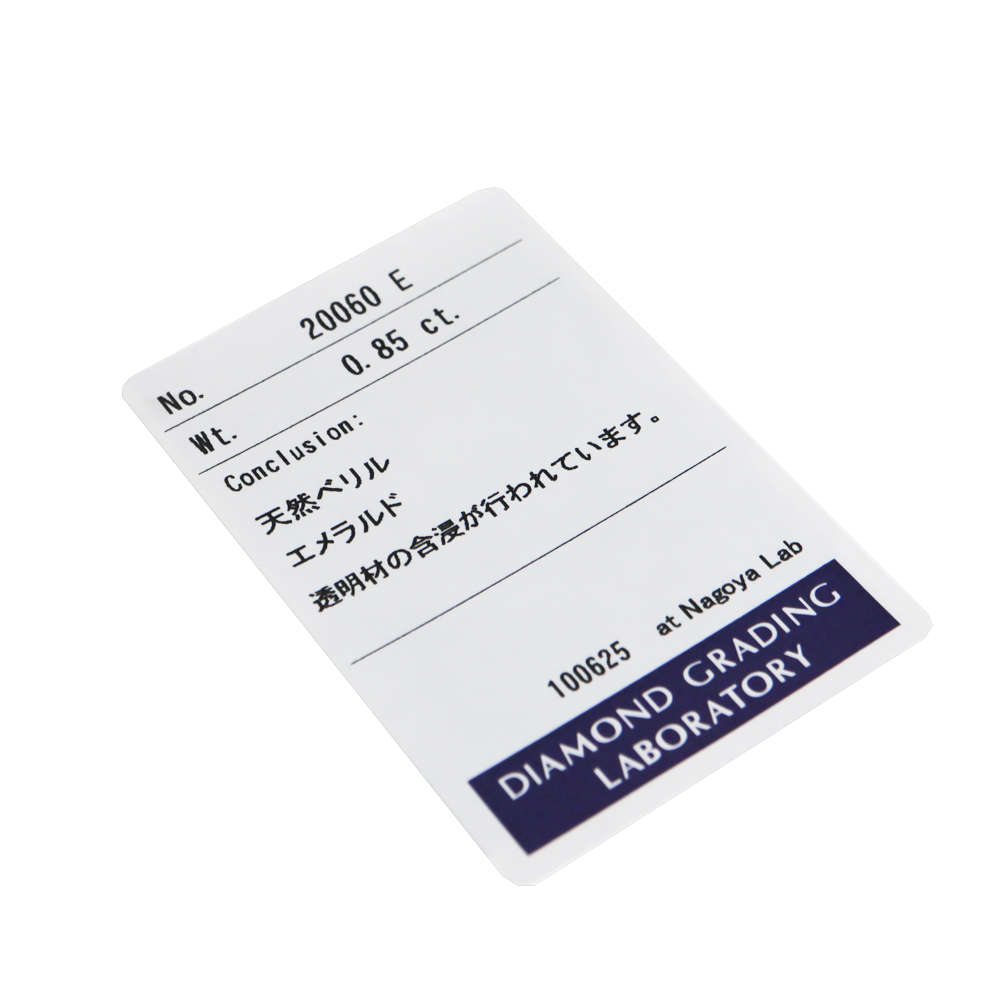 No. 20060 E
Wt. 0.85 ct.
Conclusion:
天然ベリル
エメラルド
透明材の含浸が行われています。
100625 at Nagoya Lab
DIAMOND GRADING
LABORATORY